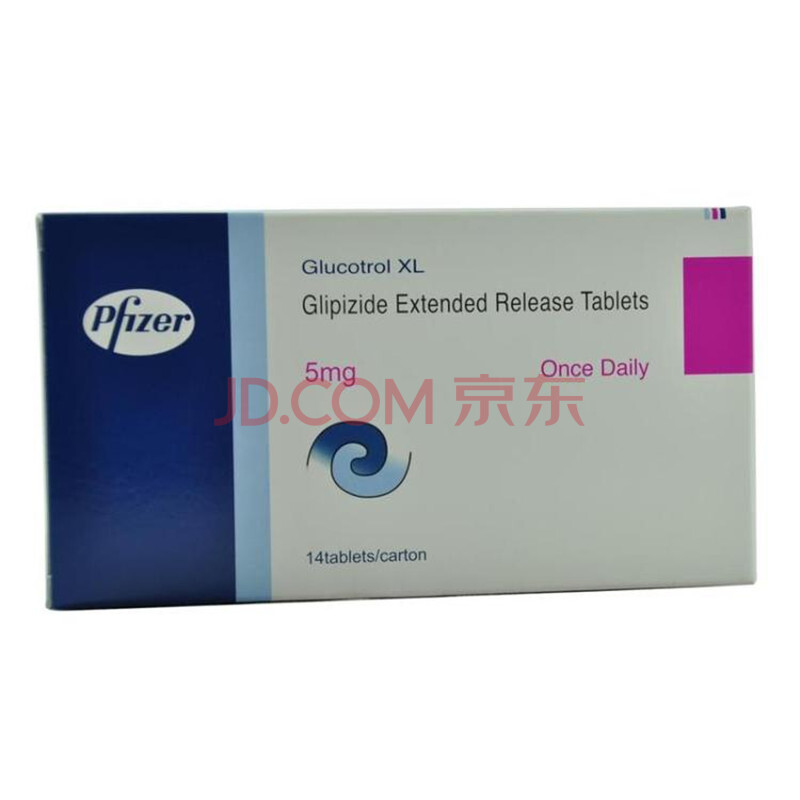 Pfizer
Glucotrol XL
Glipizide Extended Release Tablets
5mg
Once Daily
JD.COM 京东
14tablets/carton